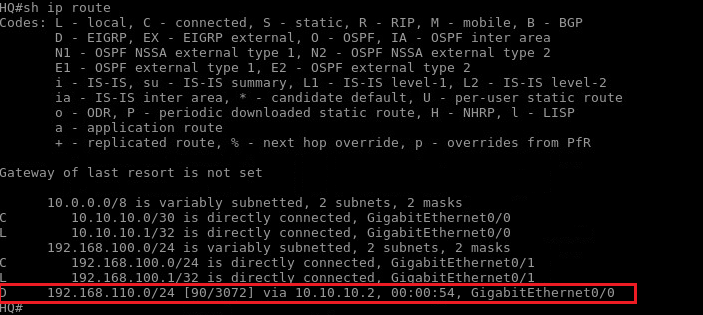 HQ#sh ip route
Codes: L - local, C - connected, S - static, R - RIP, M - mobile, B - BGP
       D - EIGRP, EX - EIGRP external, O - OSPF, IA - OSPF inter area
       N1 - OSPF NSSA external type 1, N2 - OSPF NSSA external type 2
       E1 - OSPF external type 1, E2 - OSPF external type 2
       i - IS-IS, su - IS-IS summary, L1 - IS-IS level-1, L2 - IS-IS level-2
       ia - IS-IS inter area, * - candidate default, U - per-user static route
       o - ODR, P - periodic downloaded static route, H - NHRP, l - LISP
       a - application route
       + - replicated route, % - next hop override, p - overrides from PfR
Gateway of last resort is not set
      10.0.0.0/8 is variably subnetted, 2 subnets, 2 masks
C        10.10.10.0/30 is directly connected, GigabitEthernet0/0
L        10.10.10.1/32 is directly connected, GigabitEthernet0/0
      192.168.100.0/24 is variably subnetted, 2 subnets, 2 masks
C        192.168.100.0/24 is directly connected, GigabitEthernet0/1
L        192.168.100.1/32 is directly connected, GigabitEthernet0/1
D     192.168.110.0/24 [90/3072] via 10.10.10.2, 00:00:54, GigabitEthernet0/0
HQ#